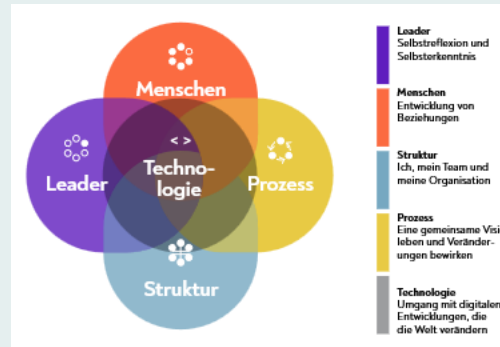 Menschen
Leader
< >
Techno-
logie
Prozess
Struktur
Leader
Selbstreflexion und
Selbsterkenntnis
Menschen
Entwicklung von
Beziehungen
Struktur
Ich, mein Team und
meine Organisation
Prozess
Eine gemeinsame Visi
leben und Veränder-
ungen bewirken
Technologie
Umgang mit digitalen
Entwicklungen, die
die Welt verändern